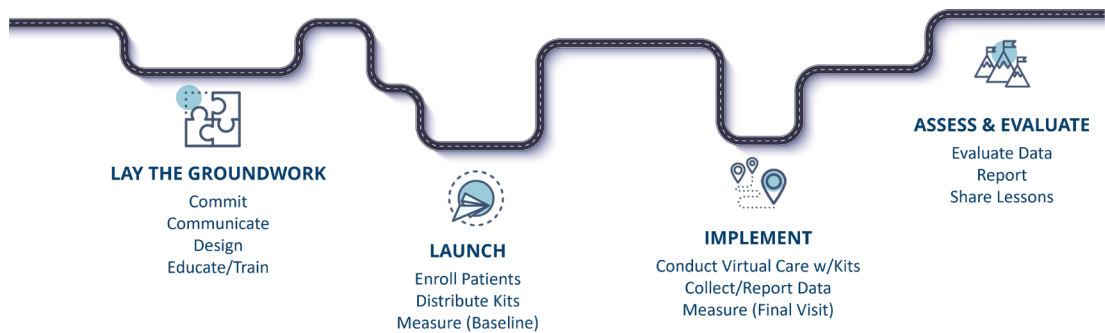 LAY THE GROUNDWORK
Commit
Communicate
Design
Educate/Train
LAUNCH
Enroll Patients
Distribute Kits
Measure (Baseline)
IMPLEMENT
Conduct Virtual Care w/Kits
Collect/Report Data
Measure (Final Visit)
ASSESS & EVALUATE
Evaluate Data
Report
Share Lessons